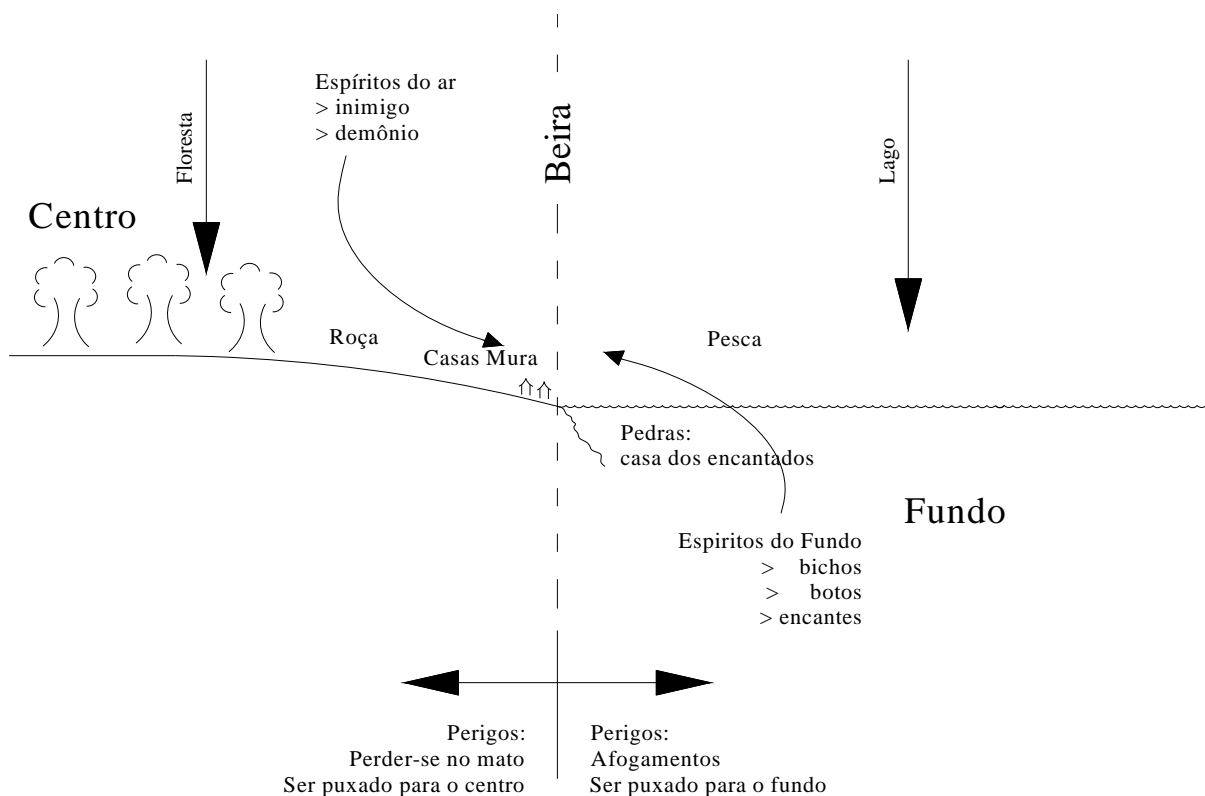 Espíritos do ar
> inimigo
> demônio
Beira
Floresta
Lago
Centro
Roça
Casas Mura
Pesca
Pedras:
casa dos encantados
Fundo
Espiritos do Fundo
> bichos
> botos
> encantes
Perigos:
Perder-se no mato
Ser puxado para o centro
Perigos:
Afogamentos
Ser puxado para o fundo